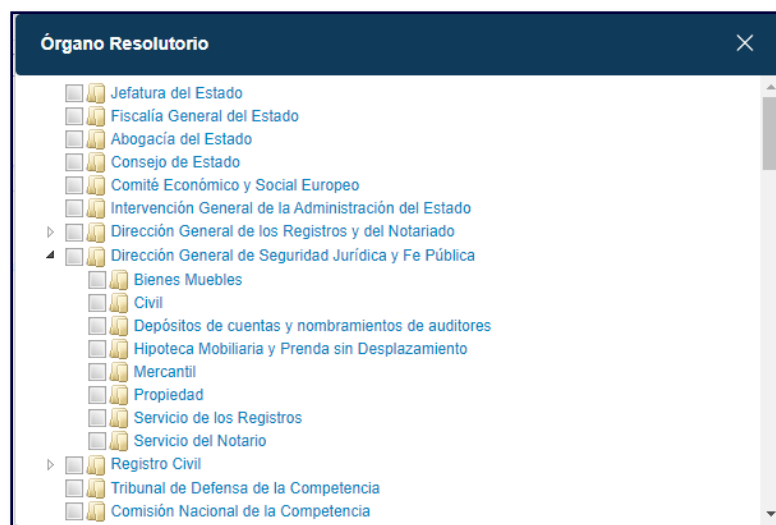 Órgano Resolutorio
Jefatura del Estado
Fiscalía General del Estado
Abogacía del Estado
Consejo de Estado
Comité Económico y Social Europeo
Intervención General de la Administración del Estado
Dirección General de los Registros y del Notariado
Dirección General de Seguridad Jurídica y Fe Pública
Bienes Muebles
Civil
Depósitos de cuentas y nombramientos de auditores
Hipoteca Mobiliaria y Prenda sin Desplazamiento
Mercantil
Propiedad
Servicio de los Registros
Servicio del Notario
Registro Civil
Tribunal de Defensa de la Competencia
Comisión Nacional de la Competencia